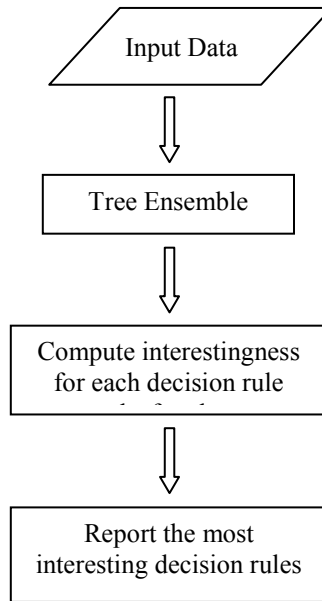 Input Data
Tree Ensemble
Compute interestingness
for each decision rule
Report the most
interesting decision rules